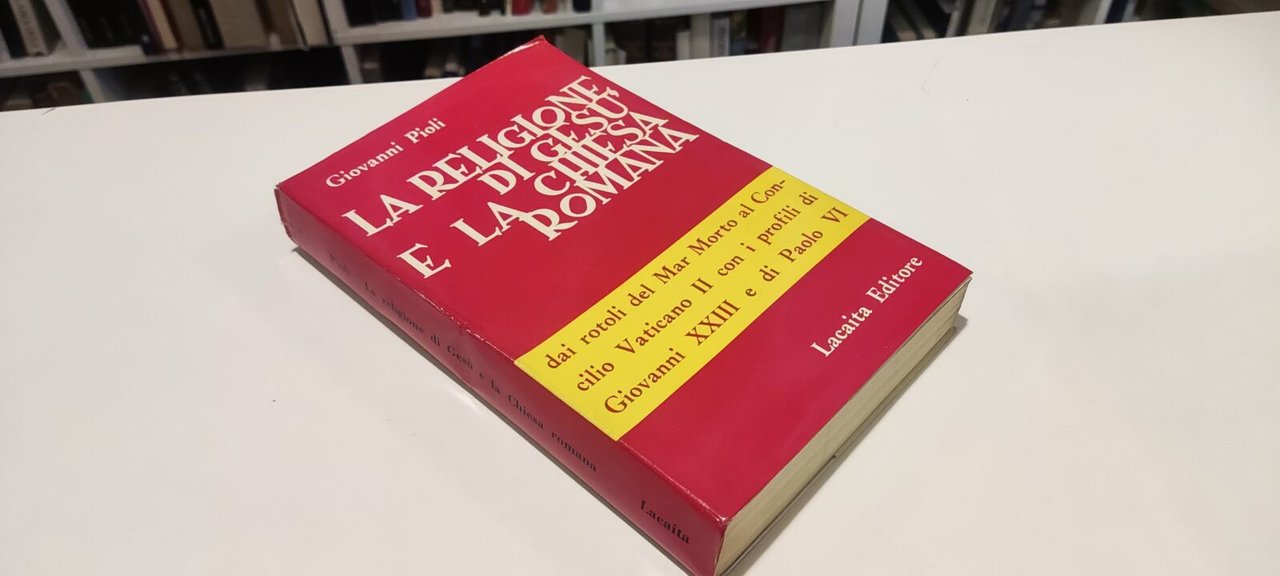 Giovanni Pioli
LA RELIGIONE
DI GESU'
E LA CHIESA
ROMANA
dai rotoli del Mar Morto al Con-
cilio Vaticano II con i profili di
Giovanni XXIII e di Paolo VI
Lacaita Editore
Pioli La religione di Gesù e la Chiesa romana Lacaita